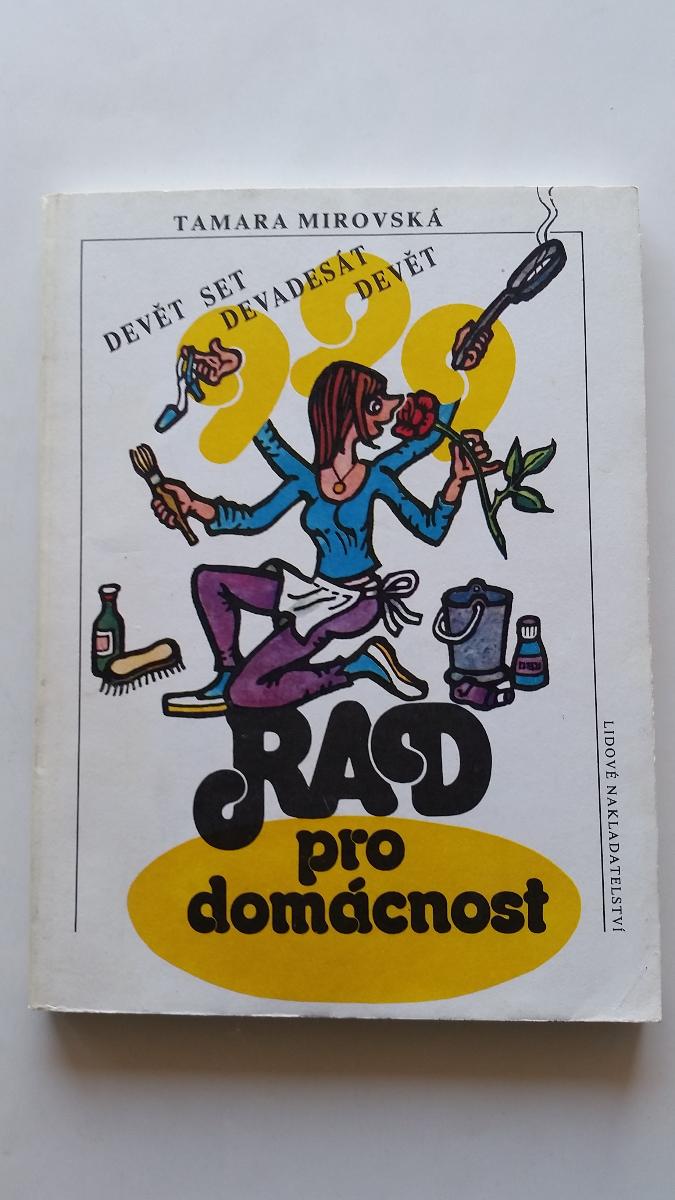 TAMARA MIROVSKÁ
DEVĚT SET
DEVADESÁT
DEVĚT
999
RAD
pro
domácnost
LIDOVÉ NAKLADATELSTVÍ